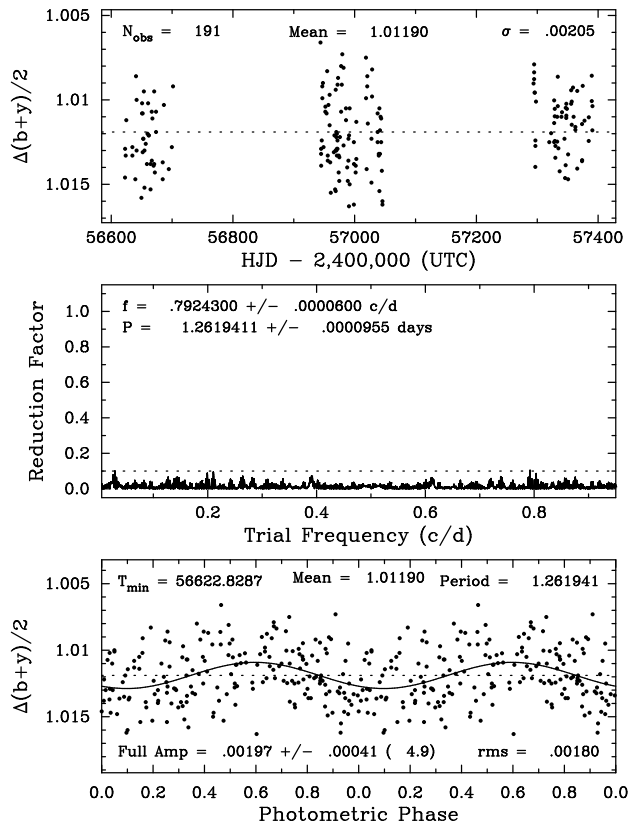 N_obs = 191 Mean = 1.01190 σ = .00205
1.005
1.01
1.015
Δ(b+y)/2
56600 56800 57000 57200 57400
HJD − 2,400,000 (UTC)
f = .7924300 +/− .0000600 c/d
P = 1.2619411 +/− .0000955 days
1.0
0.8
0.6
0.4
0.2
0.0
Reduction Factor
0.2 0.4 0.6 0.8
Trial Frequency (c/d)
T_min = 56622.8287 Mean = 1.01190 Period = 1.261941
1.005
1.01
1.015
Δ(b+y)/2
Full Amp = .00197 +/− .00041 ( 4.9) rms = .00180
0.0 0.2 0.4 0.6 0.8 0.0 0.2 0.4 0.6 0.8 0.0
Photometric Phase